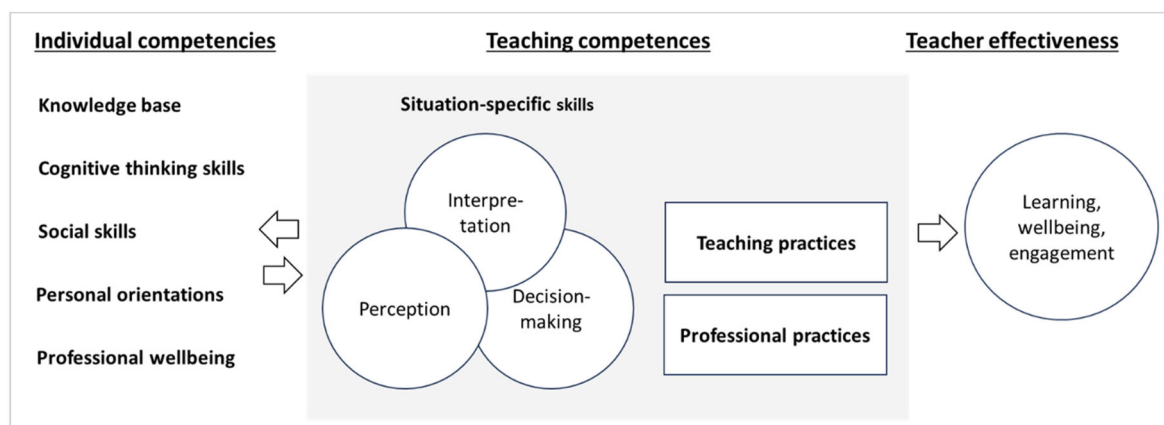 Individual competencies
Teaching competences
Teacher effectiveness
Knowledge base
Cognitive thinking skills
Social skills
Personal orientations
Professional wellbeing
Situation-specific skills
Interpre-
tation
Perception
Decision-
making
Teaching practices
Professional practices
Learning,
wellbeing,
engagement